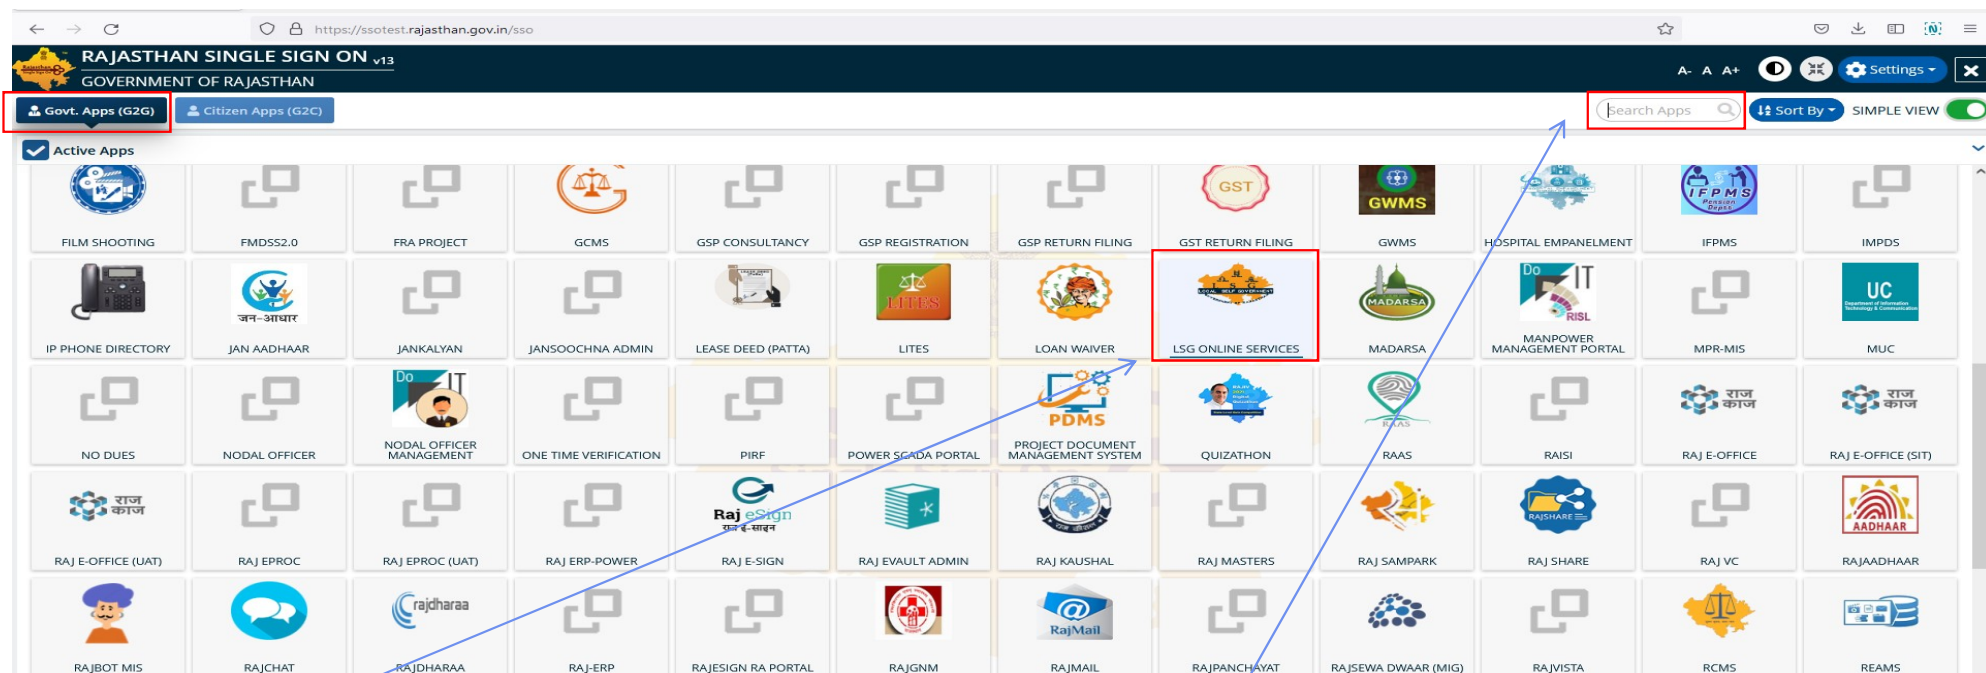 https://ssotest.rajasthan.gov.in/sso
RAJASTHAN SINGLE SIGN ON v13
GOVERNMENT OF RAJASTHAN
A- A A+ Settings
Govt. Apps (G2G) Citizen Apps (G2C) Search Apps Sort By SIMPLE VIEW
Active Apps
GST GWMS IFPMS
FILM SHOOTING FMDSS2.0 FRA PROJECT GCMS GSP CONSULTANCY GSP REGISTRATION GSP RETURN FILING GST RETURN FILING GWMS HOSPITAL EMPANELMENT IFPMS IMPDS
जन-आधार LITES LSG LOCAL SELF GOVERNMENT MADARSA DoIT RISL UC
IP PHONE DIRECTORY JAN AADHAAR JANKALYAN JANSOOCHNA ADMIN LEASE DEED (PATTA) LITES LOAN WAIVER LSG ONLINE SERVICES MADARSA MANPOWER MANAGEMENT PORTAL MPR-MIS MUC
DoIT PDMS RAAS राज काज राज काज
NO DUES NODAL OFFICER NODAL OFFICER MANAGEMENT ONE TIME VERIFICATION PIRF POWER SCADA PORTAL PROJECT DOCUMENT MANAGEMENT SYSTEM QUIZATHON RAAS RAISI RAJ E-OFFICE RAJ E-OFFICE (SIT)
राज काज Raj eSign राज ई-साइन RAJSHARE AADHAAR
RAJ E-OFFICE (UAT) RAJ EPROC RAJ EPROC (UAT) RAJ ERP-POWER RAJ E-SIGN RAJ EVAULT ADMIN RAJ KAUSHAL RAJ MASTERS RAJ SAMPARK RAJ SHARE RAJ VC RAJAADHAAR
rajdharaa RajMail
RAJBOT MIS RAJCHAT RAJDHARAA RAJ-ERP RAJESIGN RA PORTAL RAJGNM RAJMAIL RAJPANCHAYAT RAJSEWA DWAAR (MIG) RAJVISTA RCMS REAMS